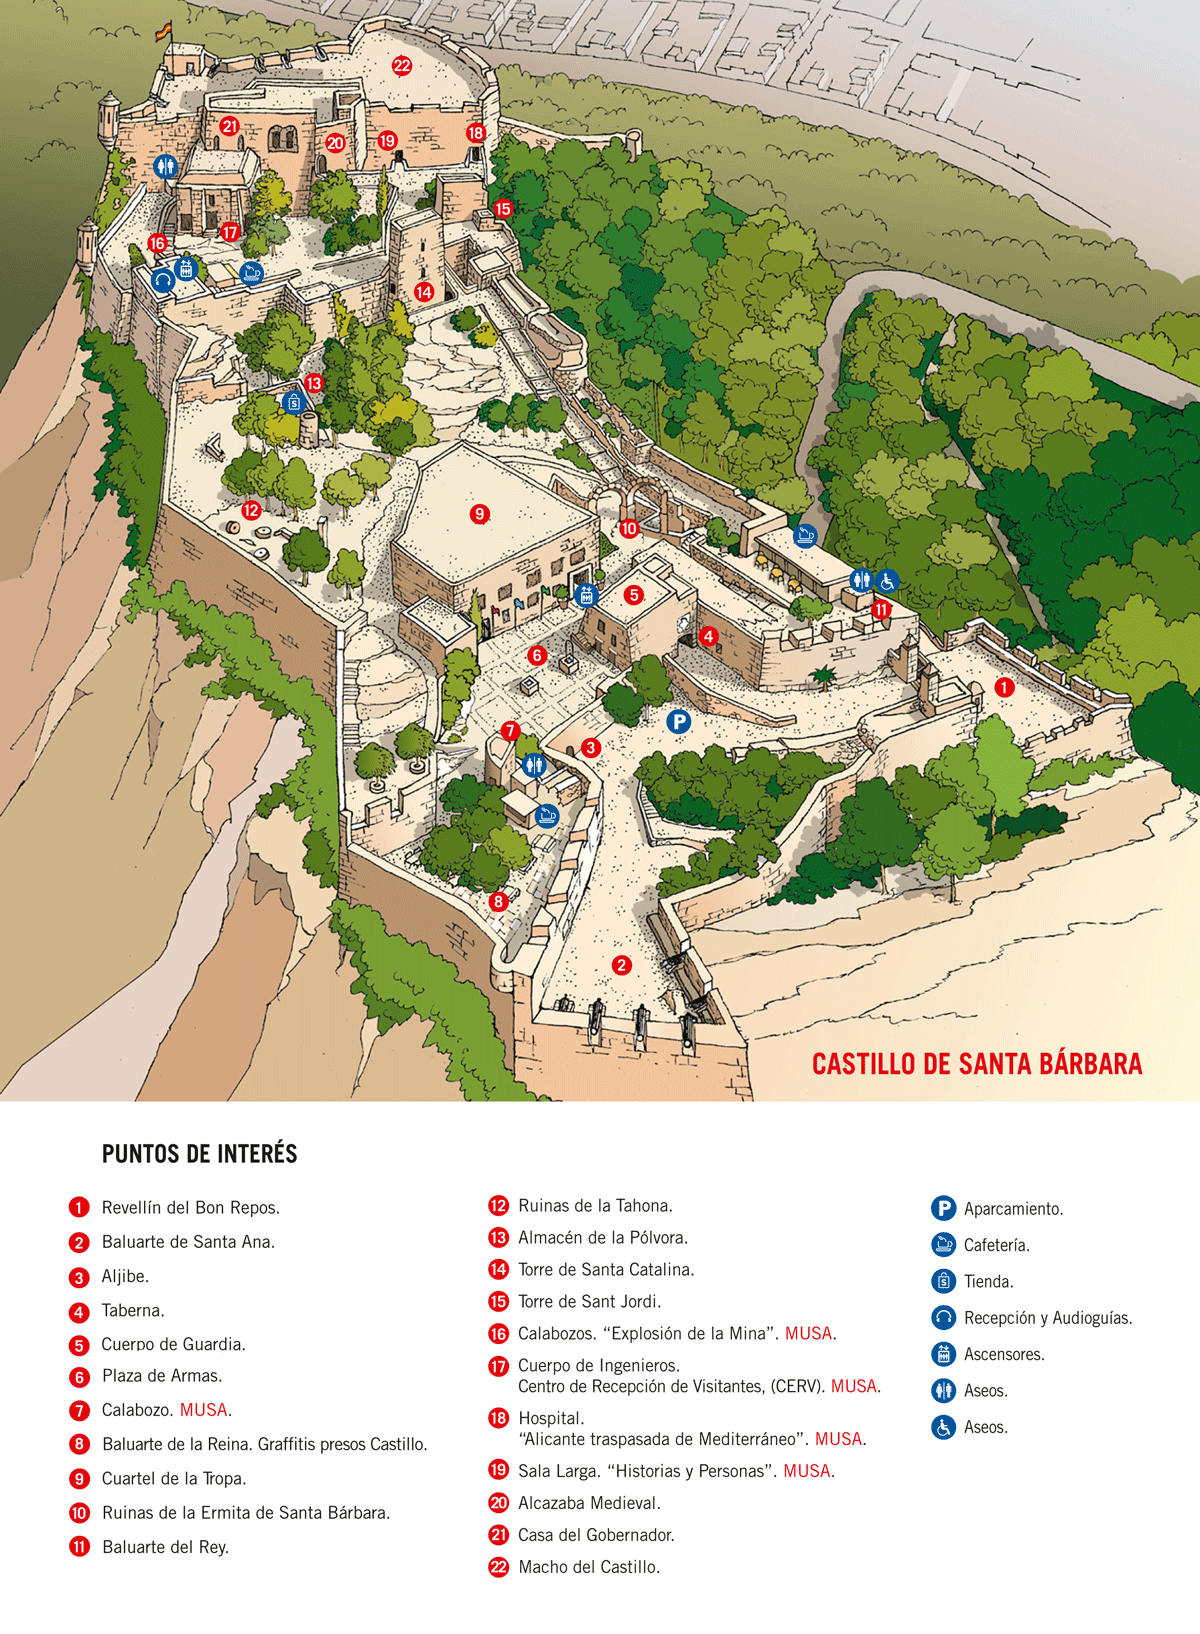 22
21
20
19
18
15
17
16
14
13
12
9
10
5
11
4
6
1
P
7
3
8
2
CASTILLO DE SANTA BÁRBARA
PUNTOS DE INTERÉS
1 Revellín del Bon Repos.
2 Baluarte de Santa Ana.
3 Aljibe.
4 Taberna.
5 Cuerpo de Guardia.
6 Plaza de Armas.
7 Calabozo. MUSA.
8 Baluarte de la Reina. Graffitis presos Castillo.
9 Cuartel de la Tropa.
10 Ruinas de la Ermita de Santa Bárbara.
11 Baluarte del Rey.
12 Ruinas de la Tahona.
13 Almacén de la Pólvora.
14 Torre de Santa Catalina.
15 Torre de Sant Jordi.
16 Calabozos. “Explosión de la Mina”. MUSA.
17 Cuerpo de Ingenieros.
Centro de Recepción de Visitantes, (CERV). MUSA.
18 Hospital.
“Alicante traspasada de Mediterráneo”. MUSA.
19 Sala Larga. “Historias y Personas”. MUSA.
20 Alcazaba Medieval.
21 Casa del Gobernador.
22 Macho del Castillo.
P Aparcamiento.
Cafetería.
Tienda.
Recepción y Audioguías.
Ascensores.
Aseos.
Aseos.